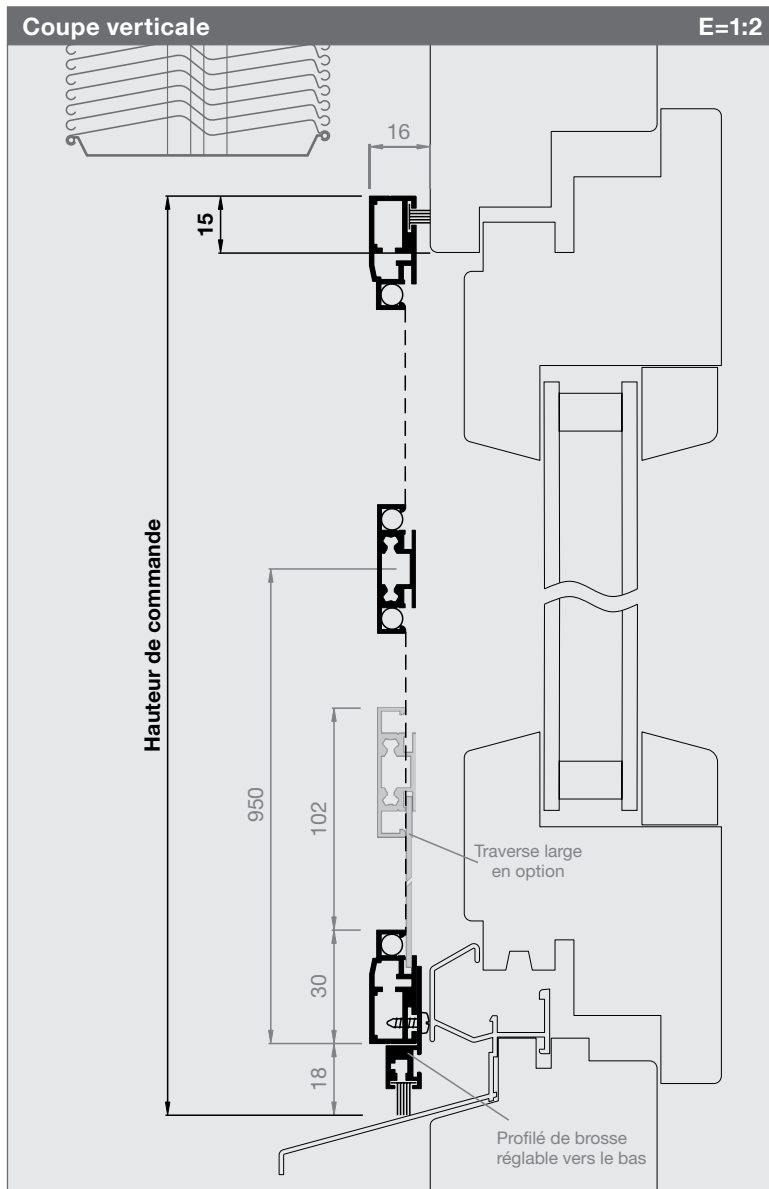 Coupe verticale
E=1:2
16
15
Hauteur de commande
950
102
Traverse large
en option
30
18
Profilé de brosse
réglable vers le bas